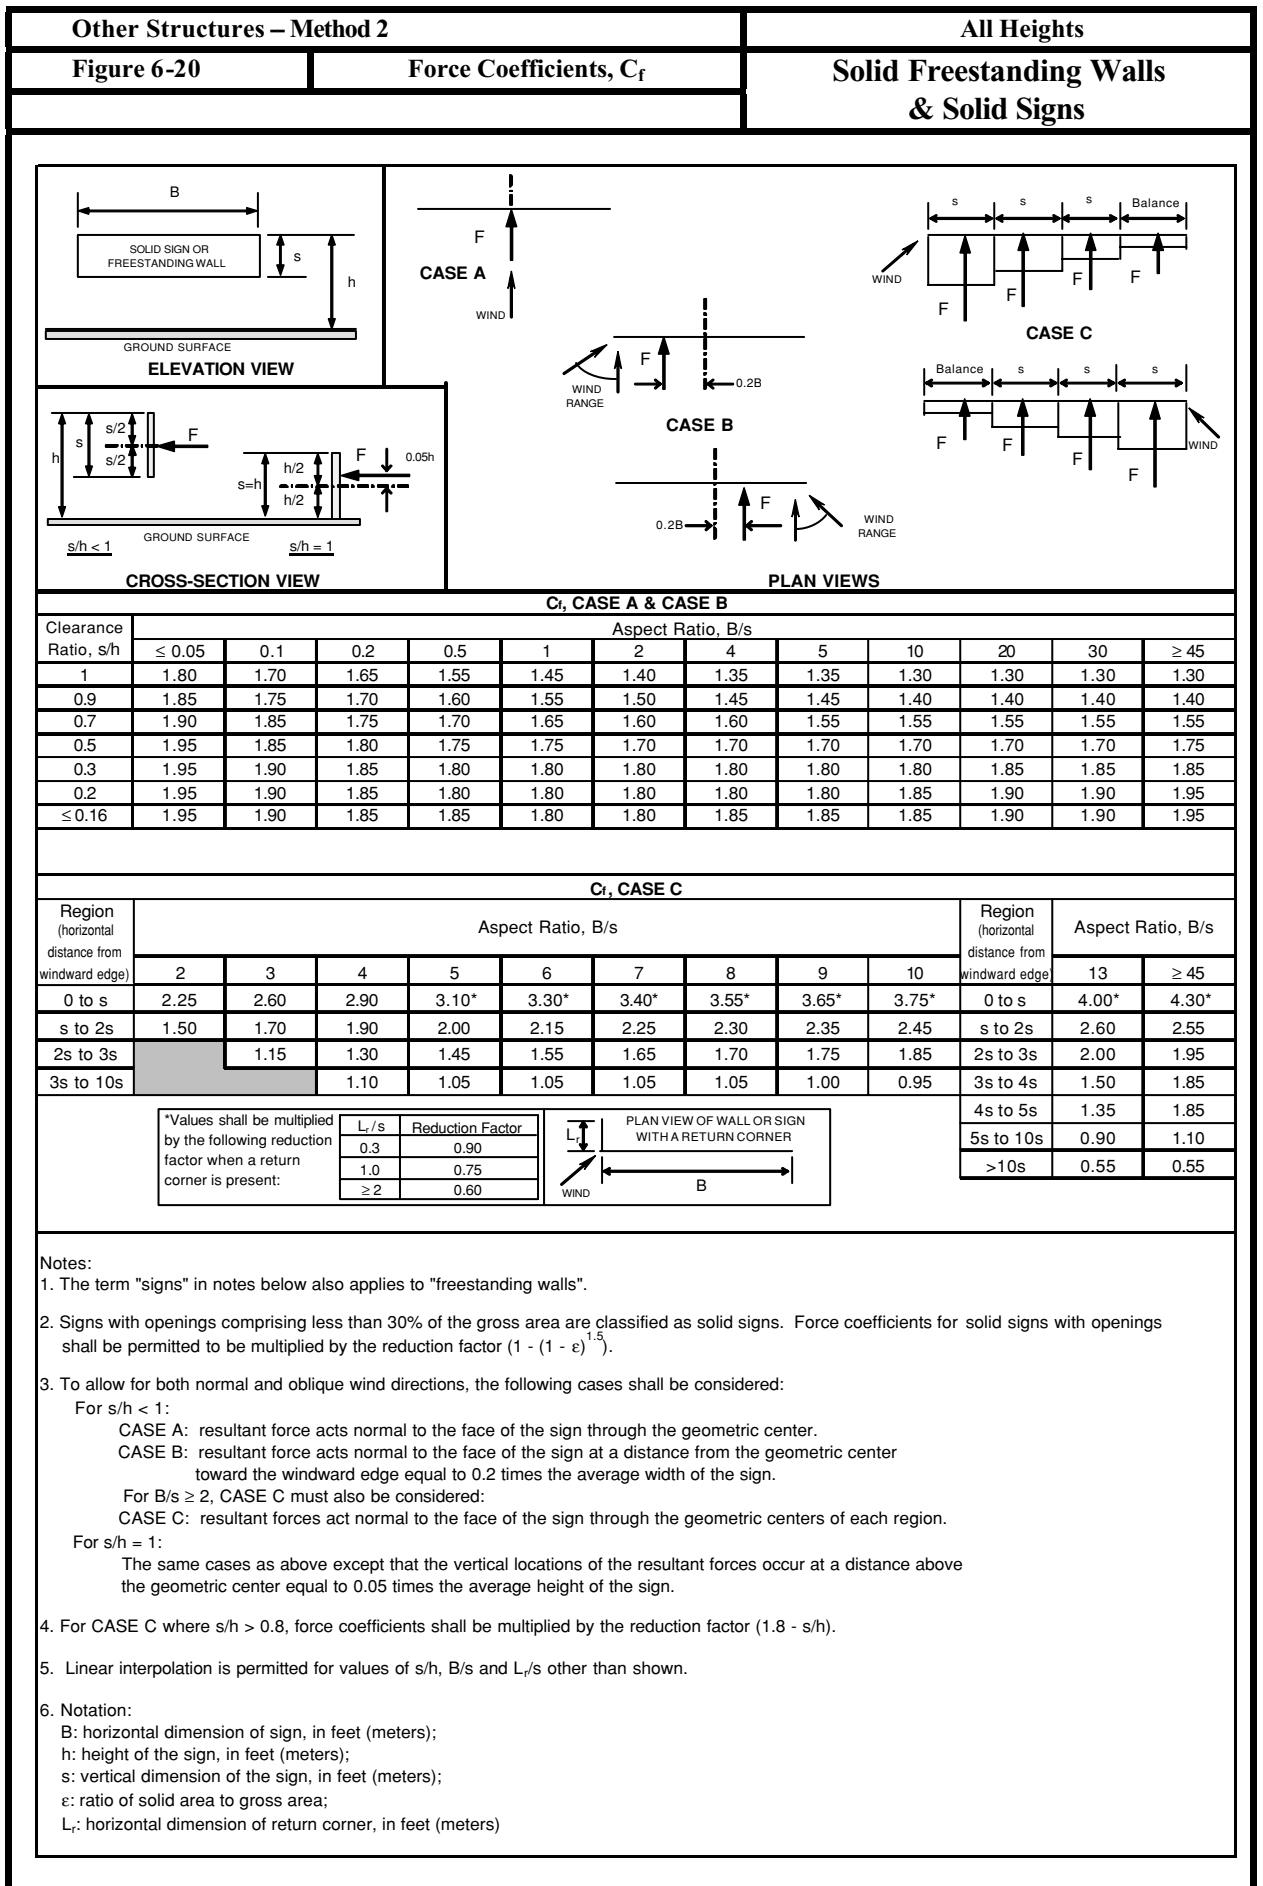 Other Structures – Method 2
All Heights
Figure 6-20
Force Coefficients, Cf
Solid Freestanding Walls
& Solid Signs
B
SOLID SIGN OR
FREESTANDING WALL
s
h
GROUND SURFACE
ELEVATION VIEW
F
CASE A
WIND
F
WIND
RANGE
0.2B
CASE B
F
0.2B
WIND
RANGE
s s s Balance
WIND
F F F F
CASE C
Balance s s s
F F F F
WIND
PLAN VIEWS
h s s/2 s/2 F
s=h h/2 h/2 F 0.05h
GROUND SURFACE
s/h < 1
s/h = 1
CROSS-SECTION VIEW
Cf, CASE A & CASE B
Clearance
Ratio, s/h
Aspect Ratio, B/s
≤ 0.05 0.1 0.2 0.5 1 2 4 5 10 20 30 ≥ 45
1 1.80 1.70 1.65 1.55 1.45 1.40 1.35 1.35 1.30 1.30 1.30 1.30
0.9 1.85 1.75 1.70 1.60 1.55 1.50 1.45 1.45 1.40 1.40 1.40 1.40
0.7 1.90 1.85 1.75 1.70 1.65 1.60 1.60 1.55 1.55 1.55 1.55 1.55
0.5 1.95 1.85 1.80 1.75 1.75 1.70 1.70 1.70 1.70 1.70 1.70 1.75
0.3 1.95 1.90 1.85 1.80 1.80 1.80 1.80 1.80 1.80 1.85 1.85 1.85
0.2 1.95 1.90 1.85 1.80 1.80 1.80 1.80 1.80 1.85 1.90 1.90 1.95
≤ 0.16 1.95 1.90 1.85 1.85 1.80 1.80 1.85 1.85 1.85 1.90 1.90 1.95
Cf, CASE C
Region
(horizontal
distance from
windward edge)
Aspect Ratio, B/s
2 3 4 5 6 7 8 9 10
0 to s 2.25 2.60 2.90 3.10* 3.30* 3.40* 3.55* 3.65* 3.75*
s to 2s 1.50 1.70 1.90 2.00 2.15 2.25 2.30 2.35 2.45
2s to 3s 1.15 1.30 1.45 1.55 1.65 1.70 1.75 1.85
3s to 10s 1.10 1.05 1.05 1.05 1.05 1.00 0.95
Region
(horizontal
distance from
windward edge)
Aspect Ratio, B/s
13 ≥ 45
0 to s 4.00* 4.30*
s to 2s 2.60 2.55
2s to 3s 2.00 1.95
3s to 4s 1.50 1.85
4s to 5s 1.35 1.85
5s to 10s 0.90 1.10
>10s 0.55 0.55
*Values shall be multiplied
by the following reduction
factor when a return
corner is present:
Lr / s Reduction Factor
0.3 0.90
1.0 0.75
≥ 2 0.60
PLAN VIEW OF WALL OR SIGN
WITH A RETURN CORNER
Lr
B
WIND
Notes:
1. The term "signs" in notes below also applies to "freestanding walls".
2. Signs with openings comprising less than 30% of the gross area are classified as solid signs. Force coefficients for solid signs with openings
shall be permitted to be multiplied by the reduction factor (1 - (1 - ε)^1.5).
3. To allow for both normal and oblique wind directions, the following cases shall be considered:
For s/h < 1:
CASE A: resultant force acts normal to the face of the sign through the geometric center.
CASE B: resultant force acts normal to the face of the sign at a distance from the geometric center
toward the windward edge equal to 0.2 times the average width of the sign.
For B/s ≥ 2, CASE C must also be considered:
CASE C: resultant forces act normal to the face of the sign through the geometric centers of each region.
For s/h = 1:
The same cases as above except that the vertical locations of the resultant forces occur at a distance above
the geometric center equal to 0.05 times the average height of the sign.
4. For CASE C where s/h > 0.8, force coefficients shall be multiplied by the reduction factor (1.8 - s/h).
5. Linear interpolation is permitted for values of s/h, B/s and Lr/s other than shown.
6. Notation:
B: horizontal dimension of sign, in feet (meters);
h: height of the sign, in feet (meters);
s: vertical dimension of the sign, in feet (meters);
ε: ratio of solid area to gross area;
Lr: horizontal dimension of return corner, in feet (meters)